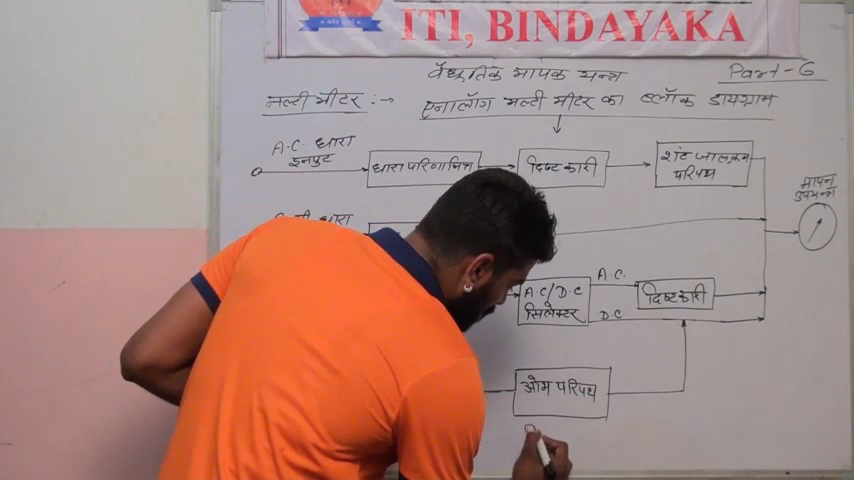 ITI, BINDAYAKA
वैद्युतिक मापक यन्त्र
Part-6
मल्टी मीटर :→ एनालॉग मल्टी मीटर का ब्लॉक डायग्राम
A.C. धारा
इनपुट
धारा परिणामित्र
दिष्टकारी
शंट जालक्रम
परिपथ
मापन
उपयन्त्र
धारा
A.C/D.C
सिलेक्टर
A.C.
D.C
दिष्टकारी
ओम परिपथ